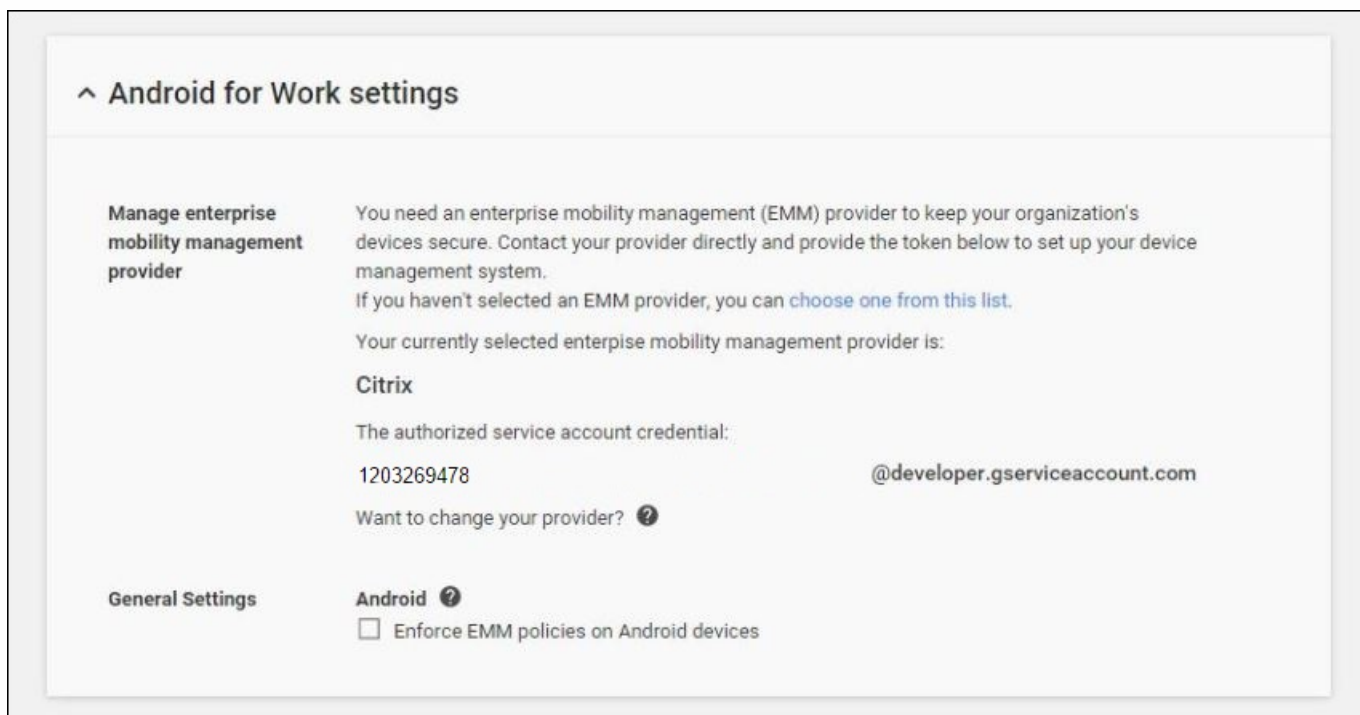 Android for Work settings
Manage enterprise
mobility management
provider
You need an enterprise mobility management (EMM) provider to keep your organization's
devices secure. Contact your provider directly and provide the token below to set up your device
management system.
If you haven't selected an EMM provider, you can choose one from this list.
Your currently selected enterpise mobility management provider is:
Citrix
The authorized service account credential:
1203269478 @developer.gserviceaccount.com
Want to change your provider? ?
General Settings
Android ?
Enforce EMM policies on Android devices